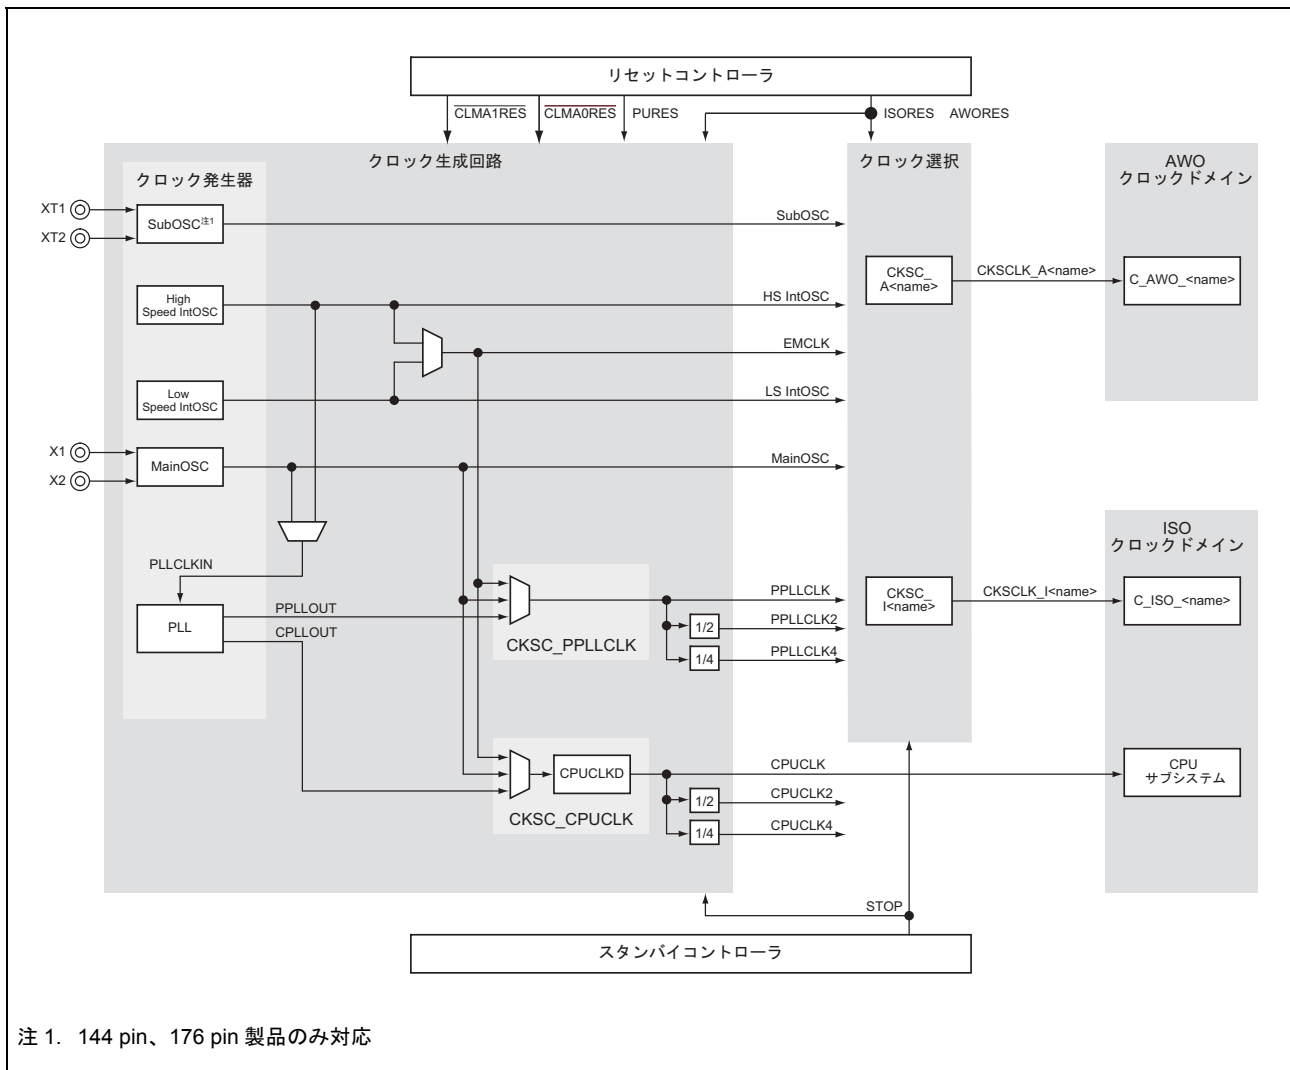 リセットコントローラ
CLMA1RES CLMA0RES PURES ISORES AWORES
クロック生成回路
クロック選択
AWO
クロックドメイン
クロック発生器
XT1
XT2
SubOSC注1
SubOSC
CKSC_
A<name>
CKSCLK_A<name>
C_AWO_<name>
High
Speed IntOSC
HS IntOSC
EMCLK
Low
Speed IntOSC
LS IntOSC
X1
X2
MainOSC
MainOSC
ISO
クロックドメイン
PLLCLKIN
PLL
PPLLOUT
CPLLOUT
CKSC_PPLLCLK
PPLLCLK
1/2
PPLLCLK2
1/4
PPLLCLK4
CKSC_
I<name>
CKSCLK_I<name>
C_ISO_<name>
CPUCLKD
CKSC_CPUCLK
CPUCLK
1/2
CPUCLK2
1/4
CPUCLK4
CPU
サブシステム
STOP
スタンバイコントローラ
注 1. 144 pin、176 pin 製品のみ対応